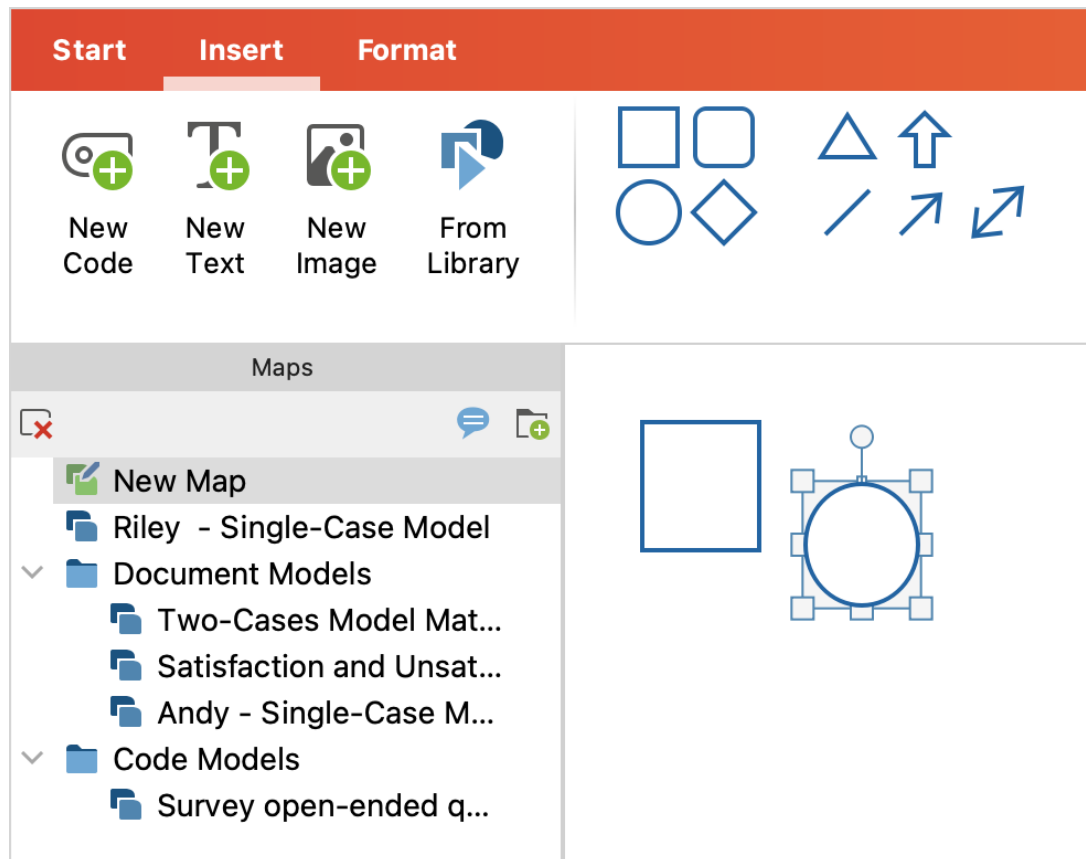 Start Insert Format
New Code
New Text
New Image
From Library
Maps
New Map
Riley  - Single-Case Model
Document Models
Two-Cases Model Mat...
Satisfaction and Unsat...
Andy - Single-Case M...
Code Models
Survey open-ended q...